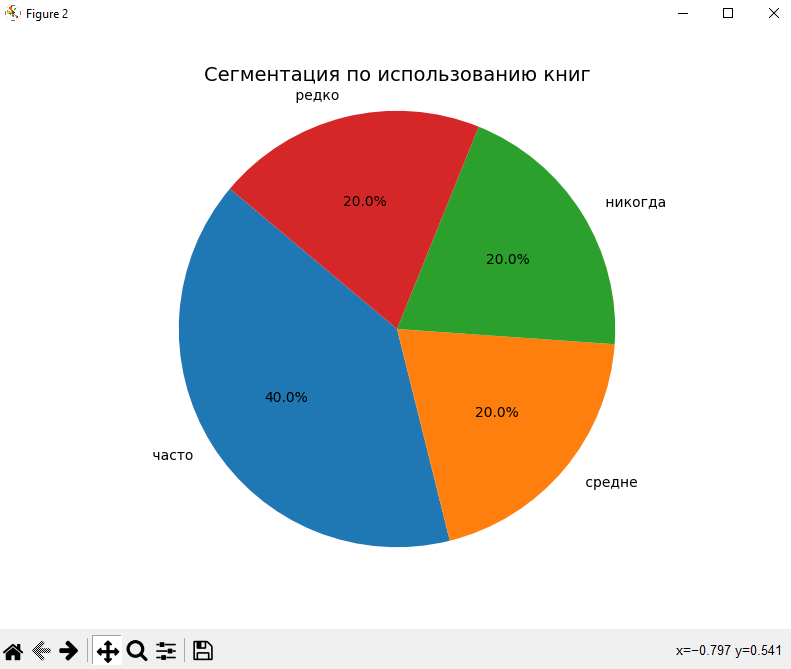 Figure 2
Сегментация по использованию книг
редко
никогда
20.0%
20.0%
40.0%
20.0%
часто
средне
x=−0.797 y=0.541